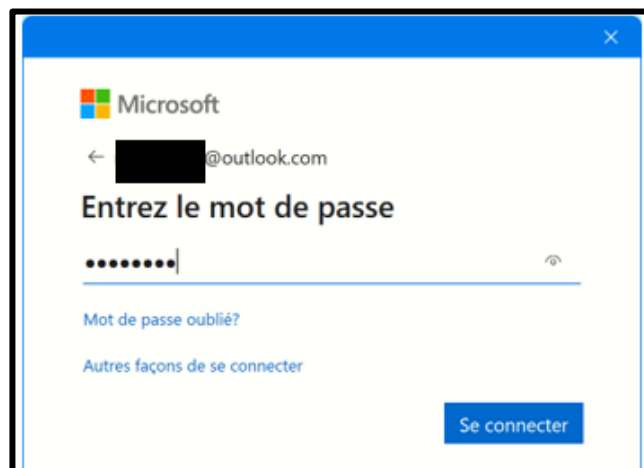 Microsoft
@outlook.com
Entrez le mot de passe
Mot de passe oublié?
Autres façons de se connecter
Se connecter